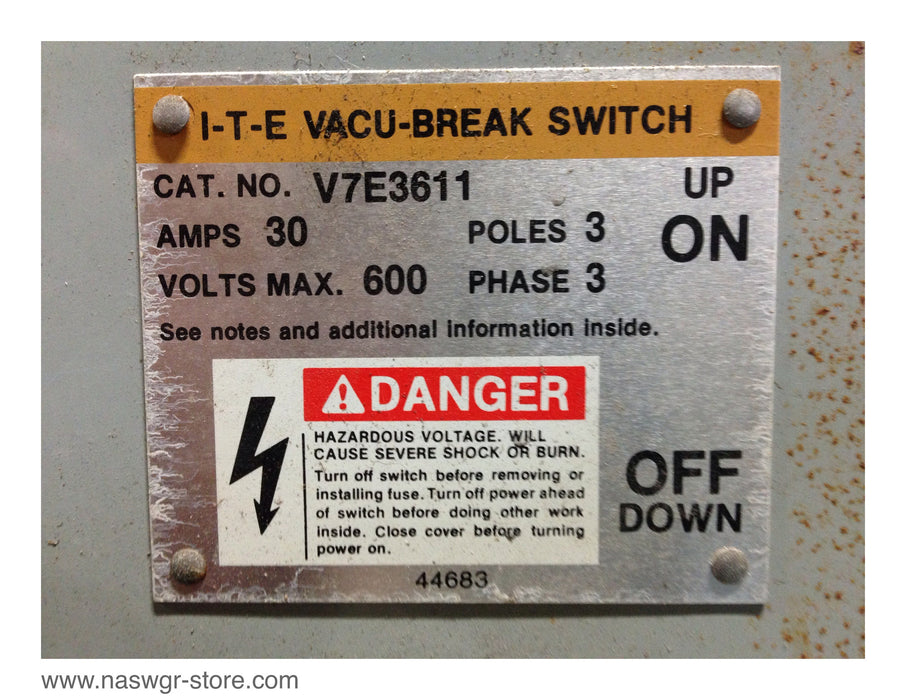 I-T-E VACU-BREAK SWITCH
CAT. NO. V7E3611
UP
AMPS 30 POLES 3
ON
VOLTS MAX. 600 PHASE 3
See notes and additional information inside.
DANGER
HAZARDOUS VOLTAGE. WILL
CAUSE SEVERE SHOCK OR BURN.
Turn off switch before removing or
installing fuse. Turn off power ahead
of switch before doing other work
inside. Close cover before turning
power on.
OFF
DOWN
44683
www.naswgr-store.com